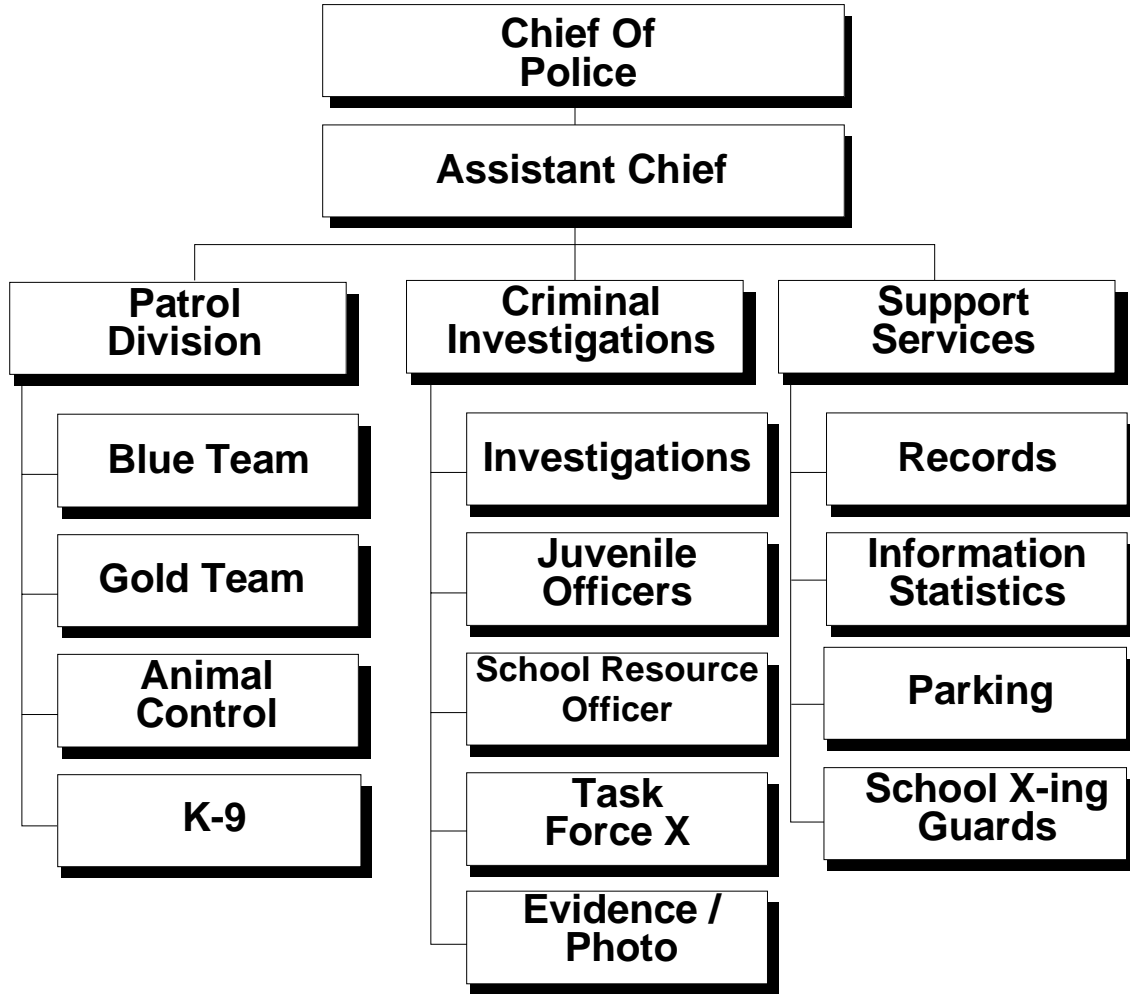 Chief Of
Police
Assistant Chief
Patrol
Division
Blue Team
Gold Team
Animal
Control
K-9
Criminal
Investigations
Investigations
Juvenile
Officers
School Resource
Officer
Task
Force X
Evidence /
Photo
Support
Services
Records
Information
Statistics
Parking
School X-ing
Guards